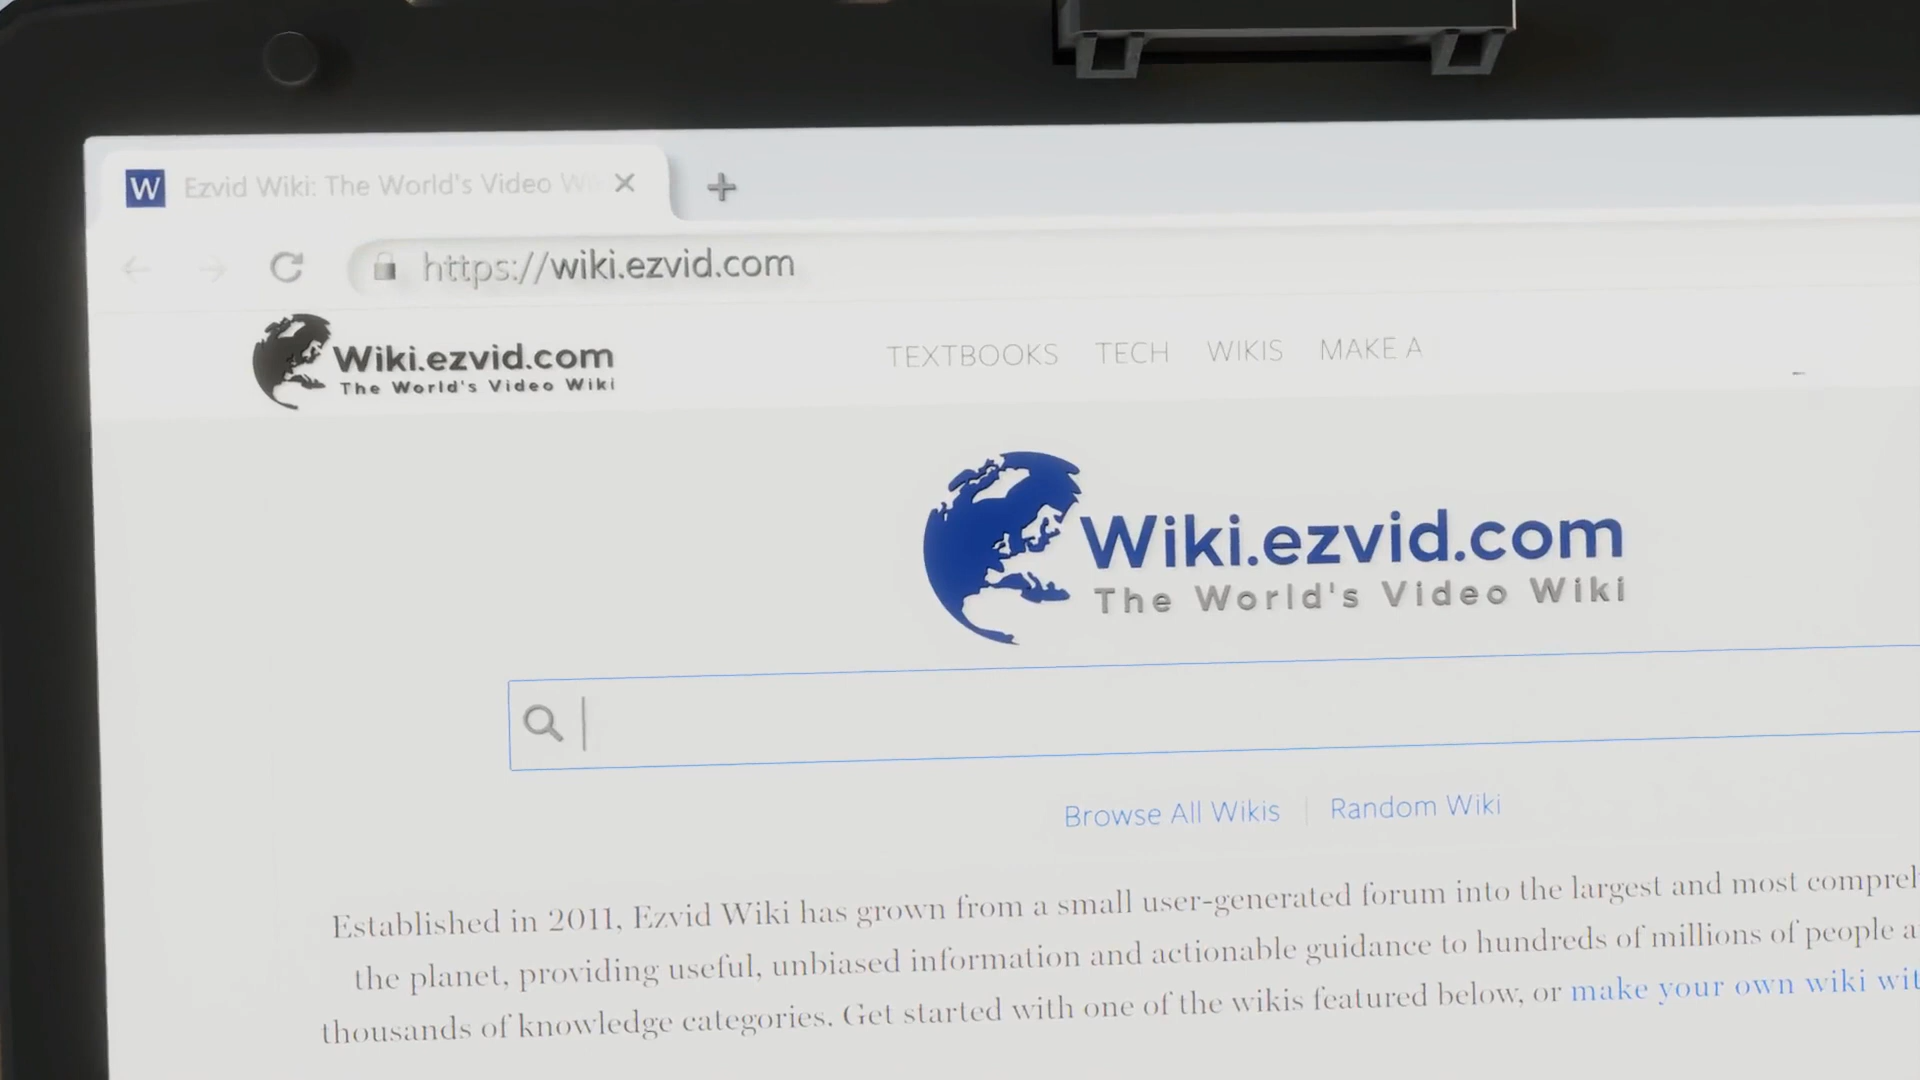 W Ezvid Wiki: The World's Video
https://wiki.ezvid.com
Wiki.ezvid.com
The World's Video Wiki
TEXTBOOKS TECH WIKIS MAKE A
Wiki.ezvid.com
The World's Video Wiki
Browse All Wikis Random Wiki
Established in 2011, Ezvid Wiki has grown from a small user-generated forum into the largest and most
the planet, providing useful, unbiased information and actionable guidance to hundreds of millions of people
thousands of knowledge categories. Get started with one of the wikis featured below, or make your own wiki